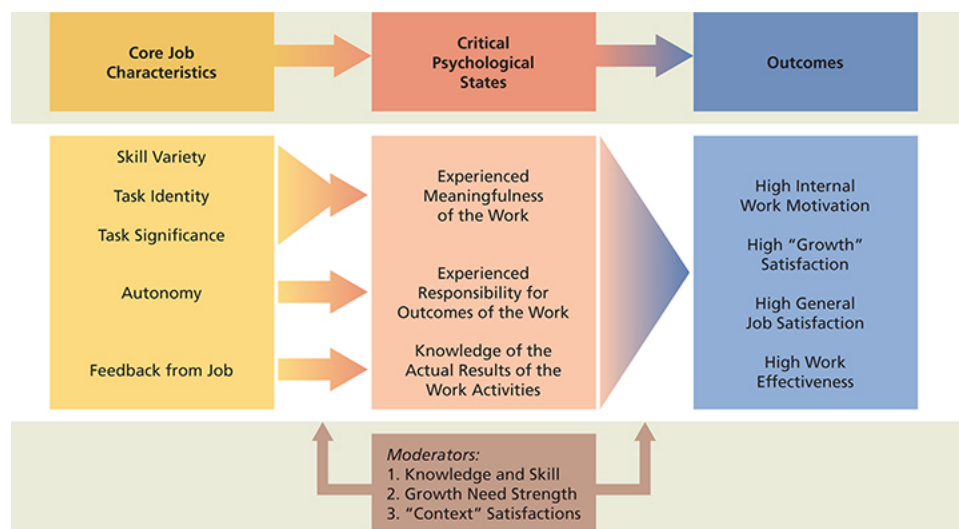 Core Job
Characteristics
Critical
Psychological
States
Outcomes
Skill Variety
Task Identity
Task Significance
Autonomy
Feedback from Job
Experienced
Meaningfulness
of the Work
Experienced
Responsibility for
Outcomes of the Work
Knowledge of the
Actual Results of the
Work Activities
High Internal
Work Motivation
High “Growth”
Satisfaction
High General
Job Satisfaction
High Work
Effectiveness
Moderators:
1. Knowledge and Skill
2. Growth Need Strength
3. “Context” Satisfactions